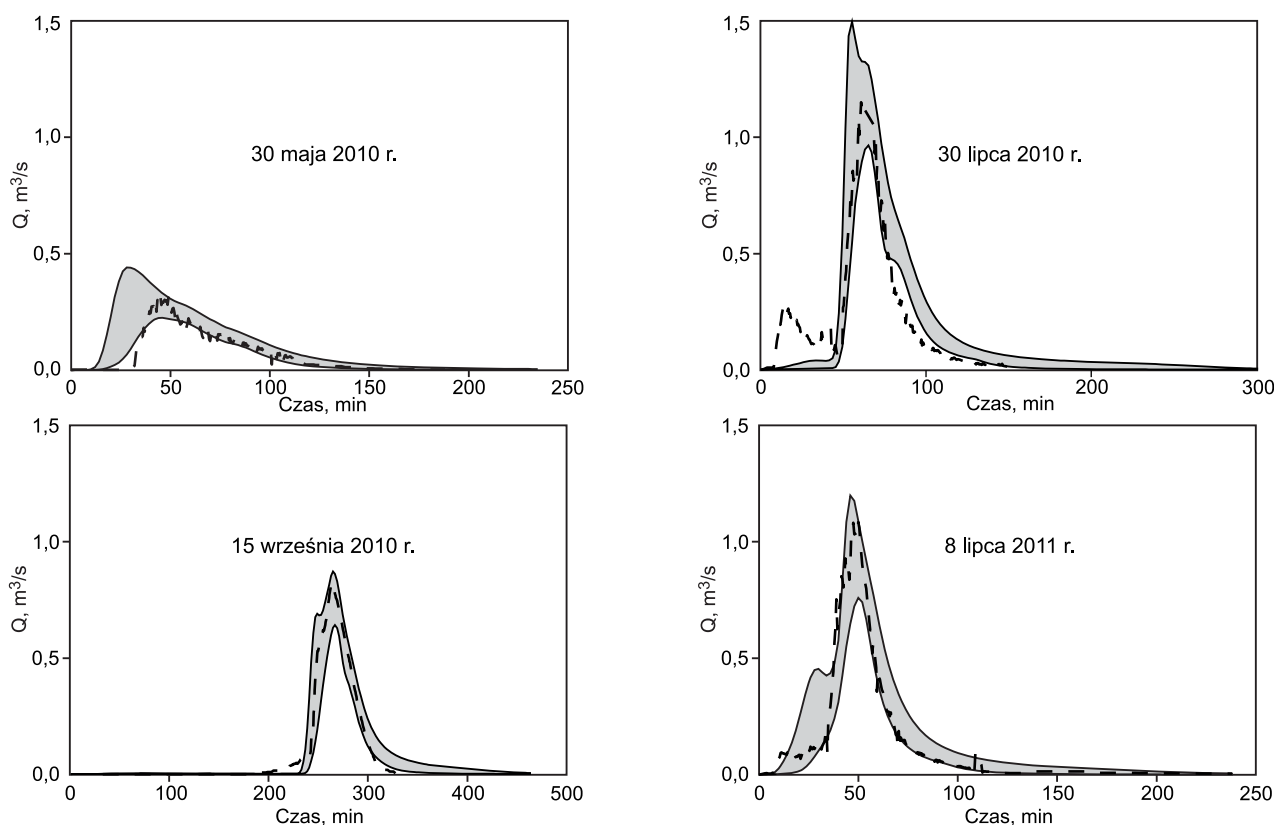 1,5
1,0
0,5
0,0
Q, m³/s
30 maja 2010 r.
0 50 100 150 200 250
Czas, min
1,5
1,0
0,5
0,0
Q, m³/s
30 lipca 2010 r.
0 100 200 300
Czas, min
1,5
1,0
0,5
0,0
Q, m³/s
15 września 2010 r.
0 100 200 300 400 500
Czas, min
1,5
1,0
0,5
0,0
Q, m³/s
8 lipca 2011 r.
0 50 100 150 200 250
Czas, min